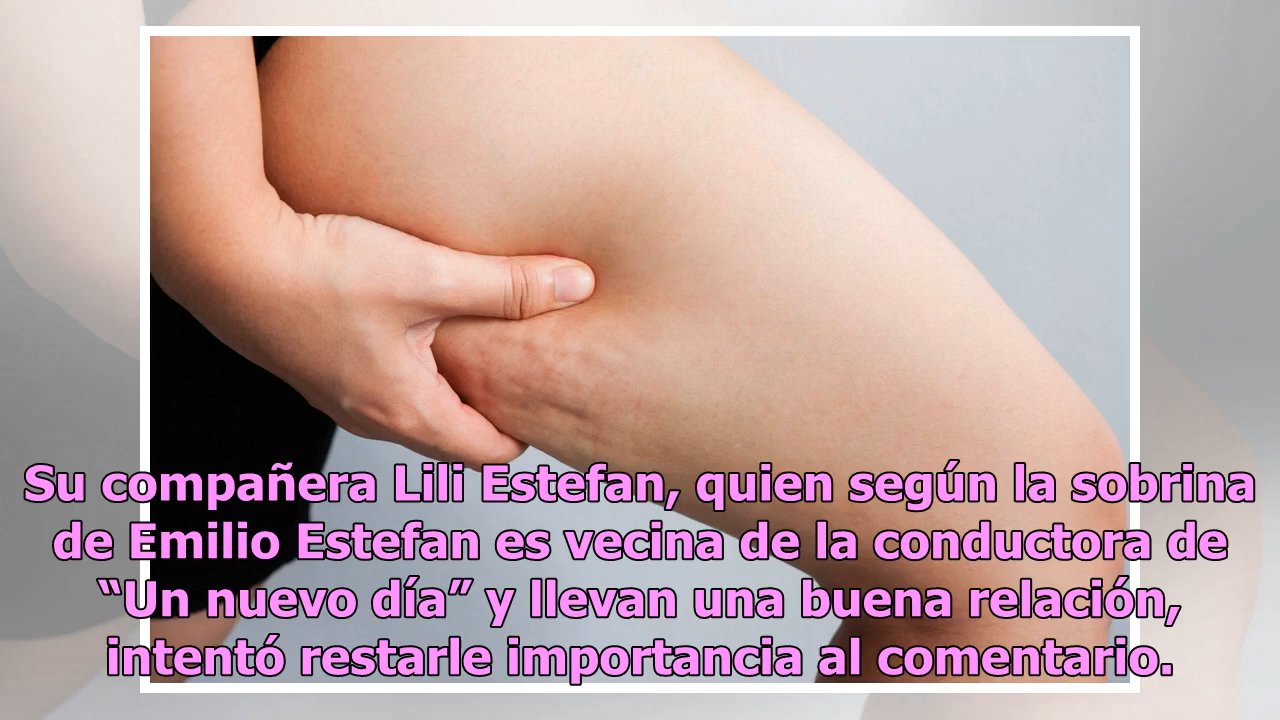 Su compañera Lili Estefan, quien según la sobrina
de Emilio Estefan es vecina de la conductora de
“Un nuevo día” y llevan una buena relación,
intentó restarle importancia al comentario.